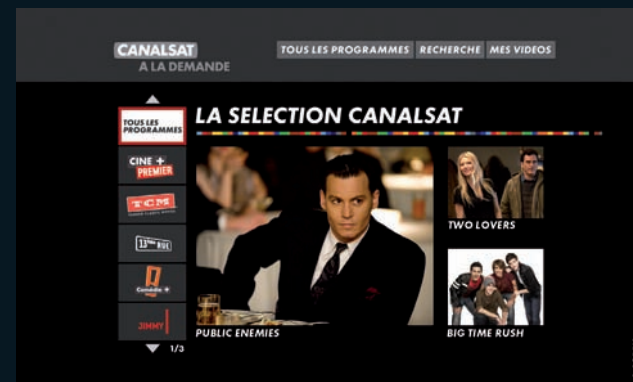 CANALSAT
A LA DEMANDE
TOUS LES PROGRAMMES
RECHERCHE
MES VIDEOS
TOUS LES
PROGRAMMES
CINE +
PREMIER
TCM
13ÈME RUE
Comédie +
JIMMY
1/3
LA SELECTION CANALSAT
PUBLIC ENEMIES
TWO LOVERS
BIG TIME RUSH